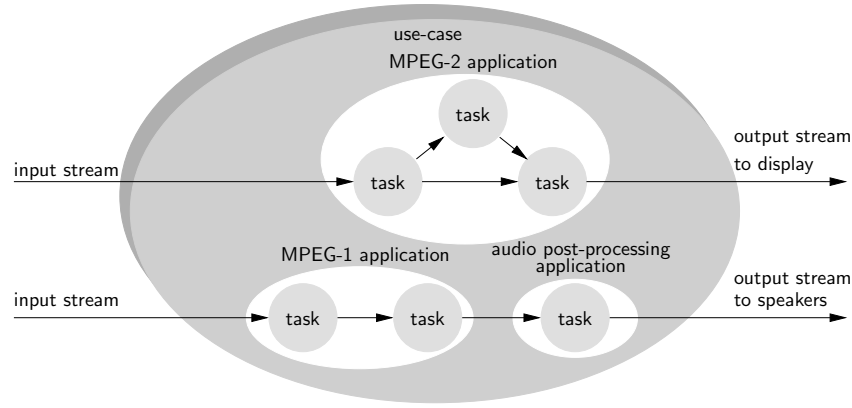 use-case
MPEG-2 application
task
output stream
to display
input stream
task
task
MPEG-1 application
audio post-processing
application
output stream
to speakers
input stream
task
task
task